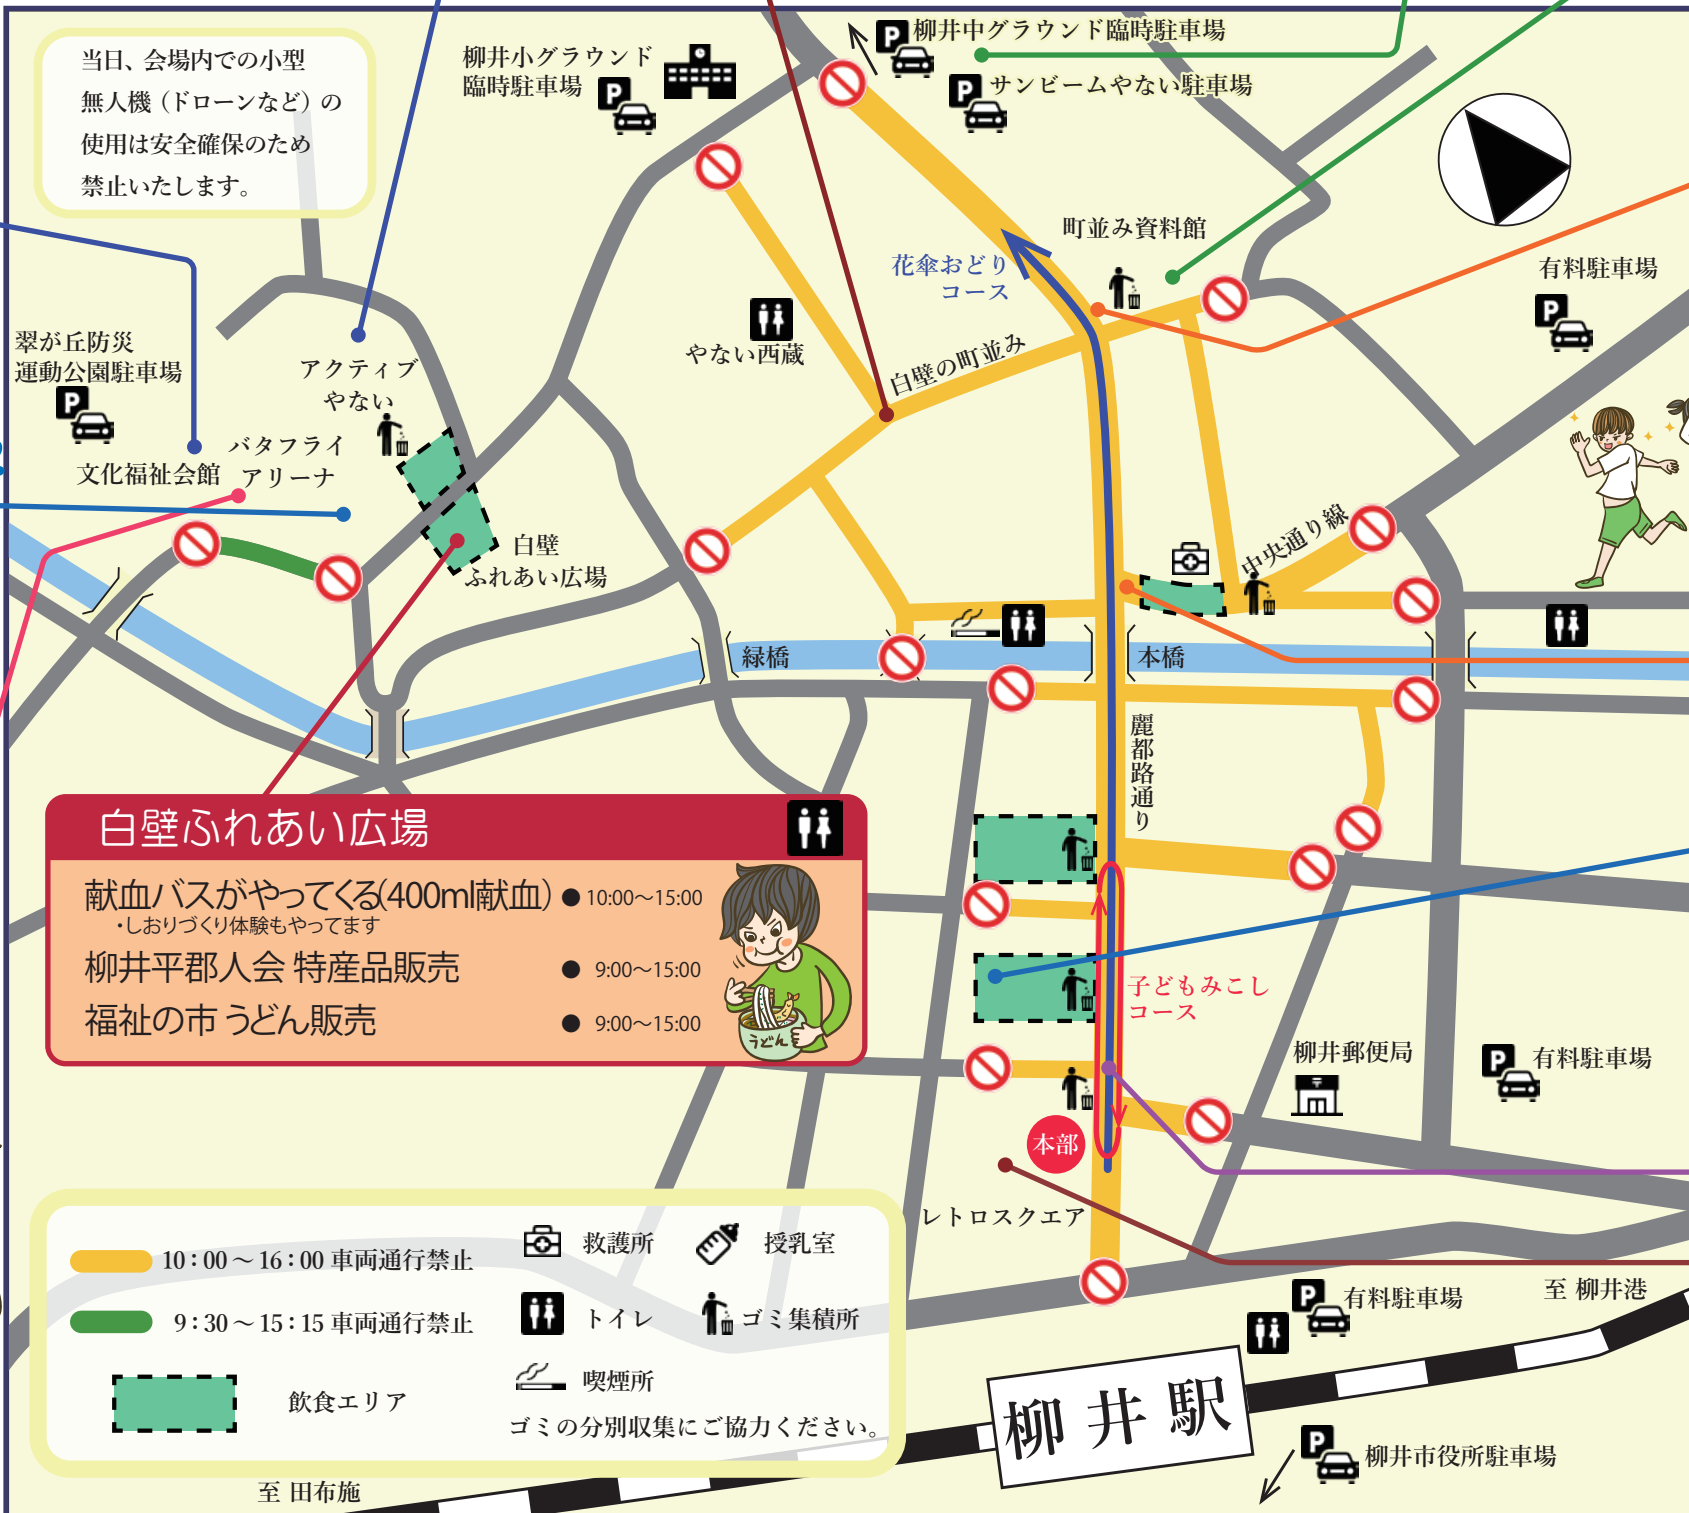 当日、会場内での小型
無人機（ドローンなど）の
使用は安全確保のため
禁止いたします。
柳井小グラウンド
臨時駐車場
P
柳井中グラウンド臨時駐車場
P
サンビームやない駐車場
P
町並み資料館
花傘おどり
コース
有料駐車場
P
翠が丘防災
運動公園駐車場
P
アクティブ
やない
やない西蔵
白壁の町並み
バタフライ
アリーナ
文化福祉会館
白壁
ふれあい広場
中央通り線
緑橋
本橋
麗都路通り
白壁ふれあい広場
献血バスがやってくる(400ml献血) ●10:00〜15:00
・しおりづくり体験もやってます
柳井平郡人会 特産品販売 ● 9:00〜15:00
福祉の市 うどん販売 ● 9:00〜15:00
うどん
子どもみこし
コース
柳井郵便局
P
有料駐車場
本部
レトロスクエア
10：00〜16：00 車両通行禁止
9：30〜15：15 車両通行禁止
飲食エリア
救護所
授乳室
トイレ
ゴミ集積所
喫煙所
ゴミの分別収集にご協力ください。
P
有料駐車場
至 柳井港
柳井駅
P
柳井市役所駐車場
至 田布施